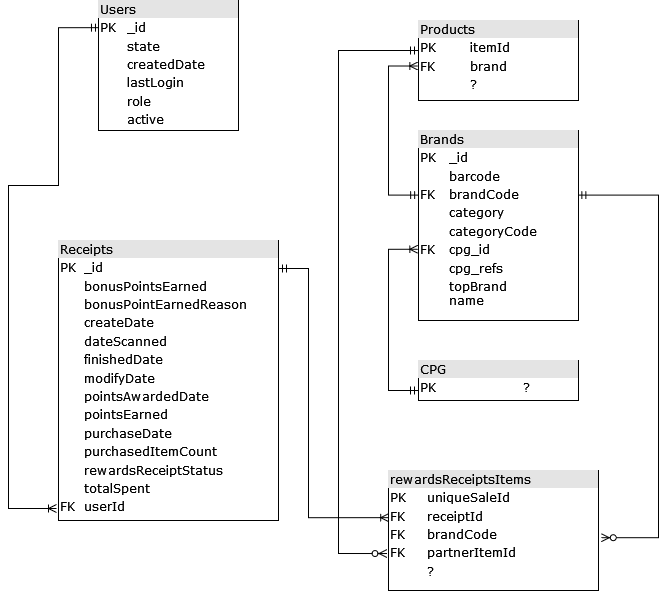 Users
PK _id
state
createdDate
lastLogin
role
active
Receipts
PK _id
bonusPointsEarned
bonusPointEarnedReason
createDate
dateScanned
finishedDate
modifyDate
pointsAwardedDate
pointsEarned
purchaseDate
purchasedItemCount
rewardsReceiptStatus
totalSpent
FK userId
Products
PK itemId
FK brand
?
Brands
PK _id
barcode
FK brandCode
category
categoryCode
FK cpg_id
cpg_refs
topBrand
name
CPG
PK ?
rewardsReceiptsItems
PK uniqueSaleId
FK receiptId
FK brandCode
FK partnerItemId
?